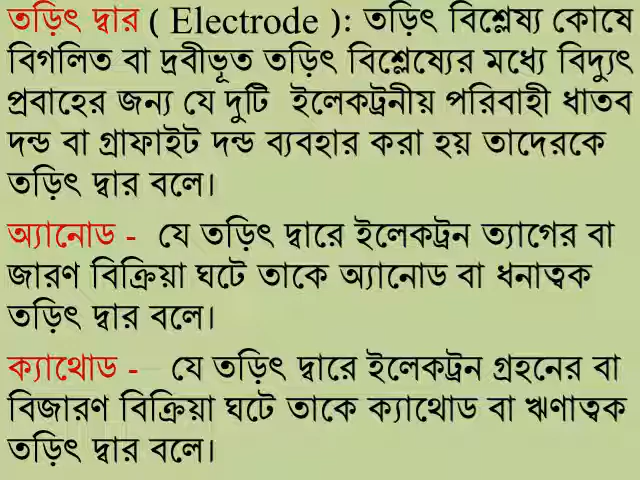 তড়িৎ দ্বার ( Electrode ): তড়িৎ বিশ্লেষ্য কোষে
বিগলিত বা দ্রবীভূত তড়িৎ বিশ্লেষ্যের মধ্যে বিদ্যুৎ
প্রবাহের জন্য যে দুটি ইলেকট্রনীয় পরিবাহী ধাতব
দন্ড বা গ্রাফাইট দন্ড ব্যবহার করা হয় তাদেরকে
তড়িৎ দ্বার বলে।
অ্যানোড - যে তড়িৎ দ্বারে ইলেকট্রন ত্যাগের বা
জারণ বিক্রিয়া ঘটে তাকে অ্যানোড বা ধনাত্বক
তড়িৎ দ্বার বলে।
ক্যাথোড - যে তড়িৎ দ্বারে ইলেকট্রন গ্রহনের বা
বিজারণ বিক্রিয়া ঘটে তাকে ক্যাথোড বা ঋণাত্বক
তড়িৎ দ্বার বলে।